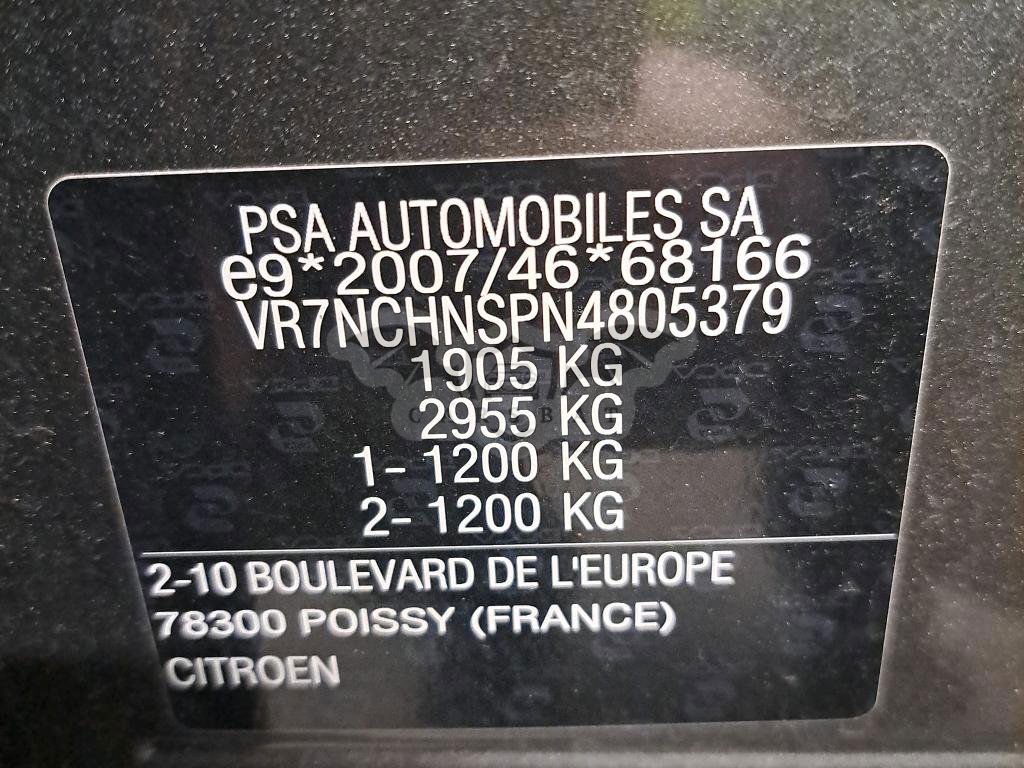 PSA AUTOMOBILES SA
e9*2007/46*68166
VR7NCHNSPN4805379
1905 KG
2955 KG
1- 1200 KG
2- 1200 KG
2-10 BOULEVARD DE L'EUROPE
78300 POISSY (FRANCE)
CITROEN